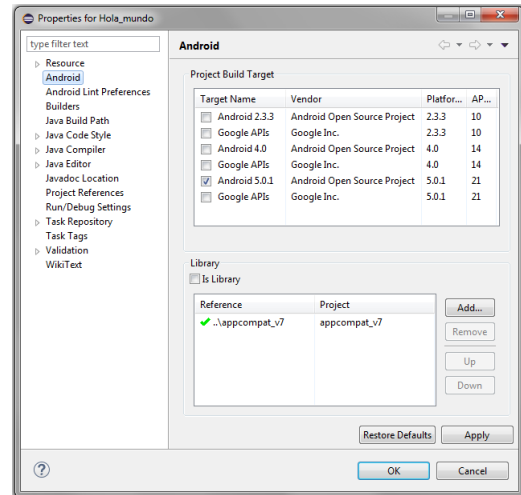 Properties for Hola_mundo
type filter text
Resource
Android
Android Lint Preferences
Builders
Java Build Path
Java Code Style
Java Compiler
Java Editor
Javadoc Location
Project References
Run/Debug Settings
Task Repository
Task Tags
Validation
WikiText
Android
Project Build Target
Target Name Vendor Platfor... AP...
Android 2.3.3 Android Open Source Project 2.3.3 10
Google APIs Google Inc. 2.3.3 10
Android 4.0 Android Open Source Project 4.0 14
Google APIs Google Inc. 4.0 14
Android 5.0.1 Android Open Source Project 5.0.1 21
Google APIs Google Inc. 5.0.1 21
Library
Is Library
Reference Project
..\appcompat_v7 appcompat_v7
Add...
Remove
Up
Down
Restore Defaults Apply
? OK Cancel